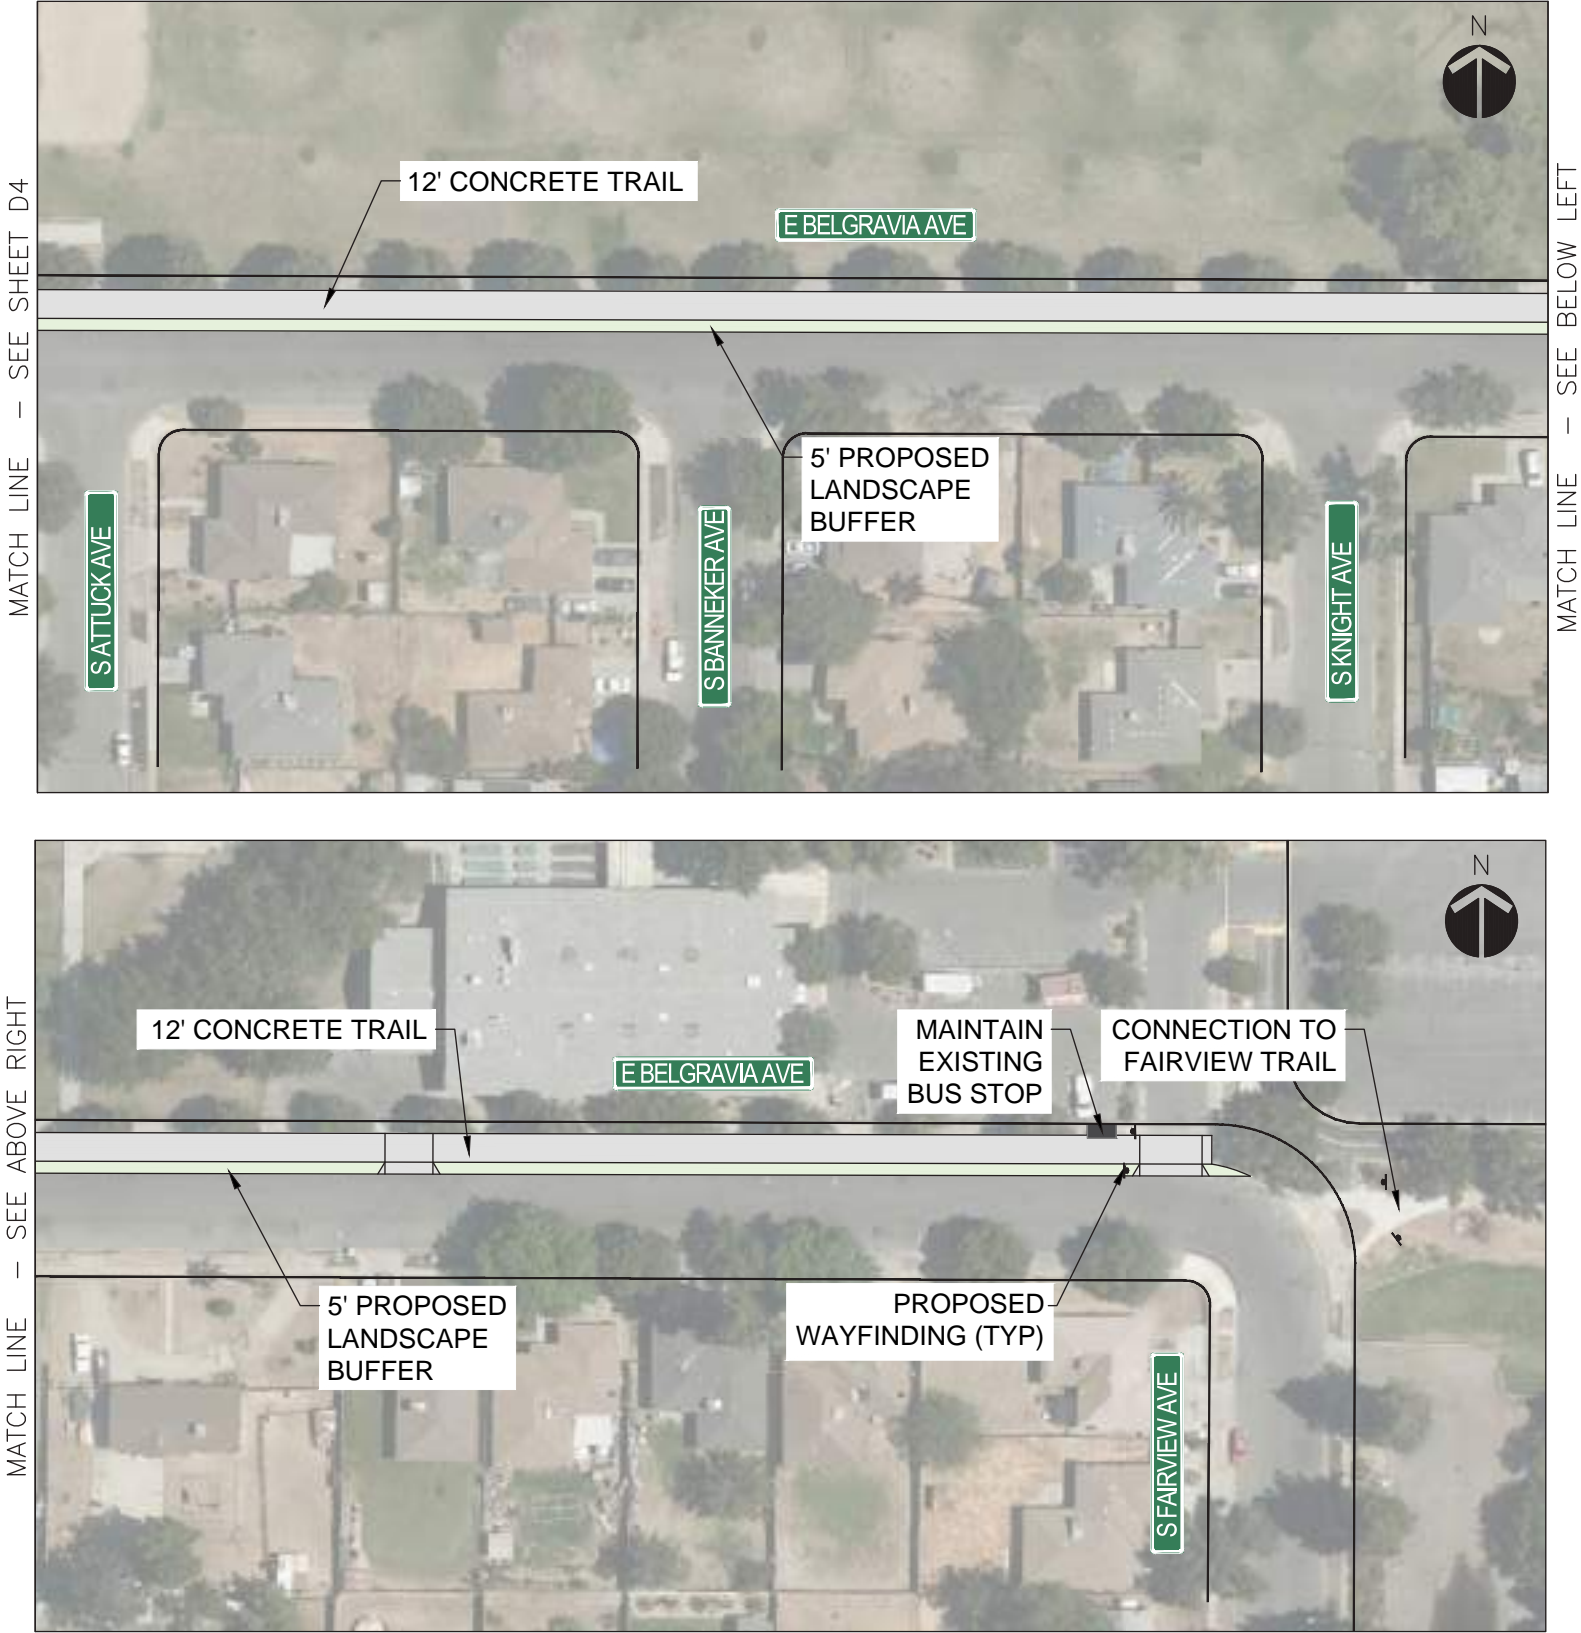 N
12' CONCRETE TRAIL
E BELGRAVIA AVE
MATCH LINE – SEE SHEET D4
MATCH LINE – SEE BELOW LEFT
5' PROPOSED
LANDSCAPE
BUFFER
S ATTUCK AVE
S BANNEKER AVE
S KNIGHT AVE
N
12' CONCRETE TRAIL
MAINTAIN
EXISTING
BUS STOP
CONNECTION TO
FAIRVIEW TRAIL
E BELGRAVIA AVE
MATCH LINE – SEE ABOVE RIGHT
5' PROPOSED
LANDSCAPE
BUFFER
PROPOSED
WAYFINDING (TYP)
S FAIRVIEW AVE